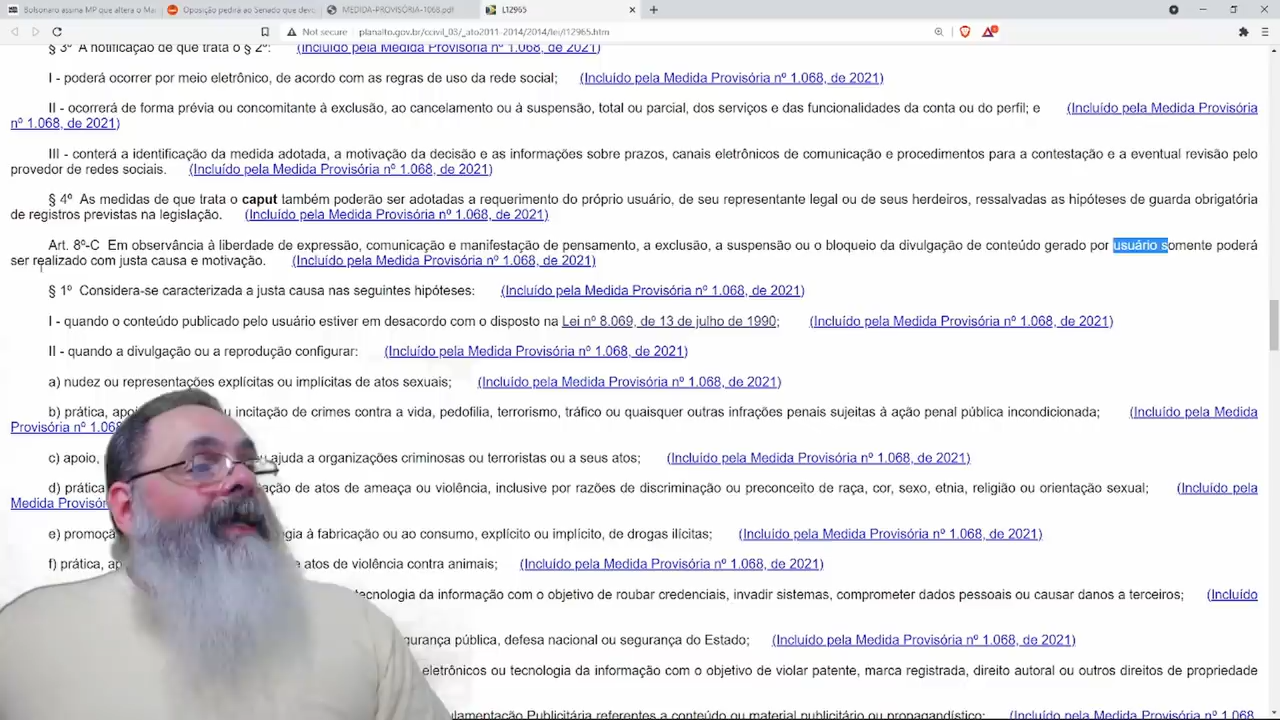 Bolsonaro assina MP que altera o Ma
Oposição pedirá ao Senado que devo
MEDIDA-PROVISÓRIA-1068.pdf
L12965
Not secure planalto.gov.br/ccivil_03/_ato2011-2014/2014/lei/l12965.htm
§ 3º A notificação de que trata o § 2º: (Incluído pela Medida Provisória nº 1.068, de 2021)
I - poderá ocorrer por meio eletrônico, de acordo com as regras de uso da rede social; (Incluído pela Medida Provisória nº 1.068, de 2021)
II - ocorrerá de forma prévia ou concomitante à exclusão, ao cancelamento ou à suspensão, total ou parcial, dos serviços e das funcionalidades da conta ou do perfil; e (Incluído pela Medida Provisória
nº 1.068, de 2021)
III - conterá a identificação da medida adotada, a motivação da decisão e as informações sobre prazos, canais eletrônicos de comunicação e procedimentos para a contestação e a eventual revisão pelo
provedor de redes sociais. (Incluído pela Medida Provisória nº 1.068, de 2021)
§ 4º As medidas de que trata o caput também poderão ser adotadas a requerimento do próprio usuário, de seu representante legal ou de seus herdeiros, ressalvadas as hipóteses de guarda obrigatória
de registros previstas na legislação. (Incluído pela Medida Provisória nº 1.068, de 2021)
Art. 8º-C Em observância à liberdade de expressão, comunicação e manifestação de pensamento, a exclusão, a suspensão ou o bloqueio da divulgação de conteúdo gerado por usuário somente poderá
ser realizado com justa causa e motivação. (Incluído pela Medida Provisória nº 1.068, de 2021)
§ 1º Considera-se caracterizada a justa causa nas seguintes hipóteses: (Incluído pela Medida Provisória nº 1.068, de 2021)
I - quando o conteúdo publicado pelo usuário estiver em desacordo com o disposto na Lei nº 8.069, de 13 de julho de 1990; (Incluído pela Medida Provisória nº 1.068, de 2021)
II - quando a divulgação ou a reprodução configurar: (Incluído pela Medida Provisória nº 1.068, de 2021)
a) nudez ou representações explícitas ou implícitas de atos sexuais; (Incluído pela Medida Provisória nº 1.068, de 2021)
b) prática, u incitação de crimes contra a vida, pedofilia, terrorismo, tráfico ou quaisquer outras infrações penais sujeitas à ação penal pública incondicionada; (Incluído pela Medida
Provisória nº 1.068
c) apoio, ajuda a organizações criminosas ou terroristas ou a seus atos; (Incluído pela Medida Provisória nº 1.068, de 2021)
d) prática de atos de ameaça ou violência, inclusive por razões de discriminação ou preconceito de raça, cor, sexo, etnia, religião ou orientação sexual; (Incluído pela
Medida Provisór
e) à fabricação ou ao consumo, explícito ou implícito, de drogas ilícitas; (Incluído pela Medida Provisória nº 1.068, de 2021)
f) prática, atos de violência contra animais; (Incluído pela Medida Provisória nº 1.068, de 2021)
tecnologia da informação com o objetivo de roubar credenciais, invadir sistemas, comprometer dados pessoais ou causar danos a terceiros; (Incluído
gurança pública, defesa nacional ou segurança do Estado; (Incluído pela Medida Provisória nº 1.068, de 2021)
eletrônicos ou tecnologia da informação com o objetivo de violar patente, marca registrada, direito autoral ou outros direitos de propriedade
ulamentação Publicitária referentes a conteúdo ou material publicitário ou propagandístico; (Incluído pela Medida Provisória nº 1.068,